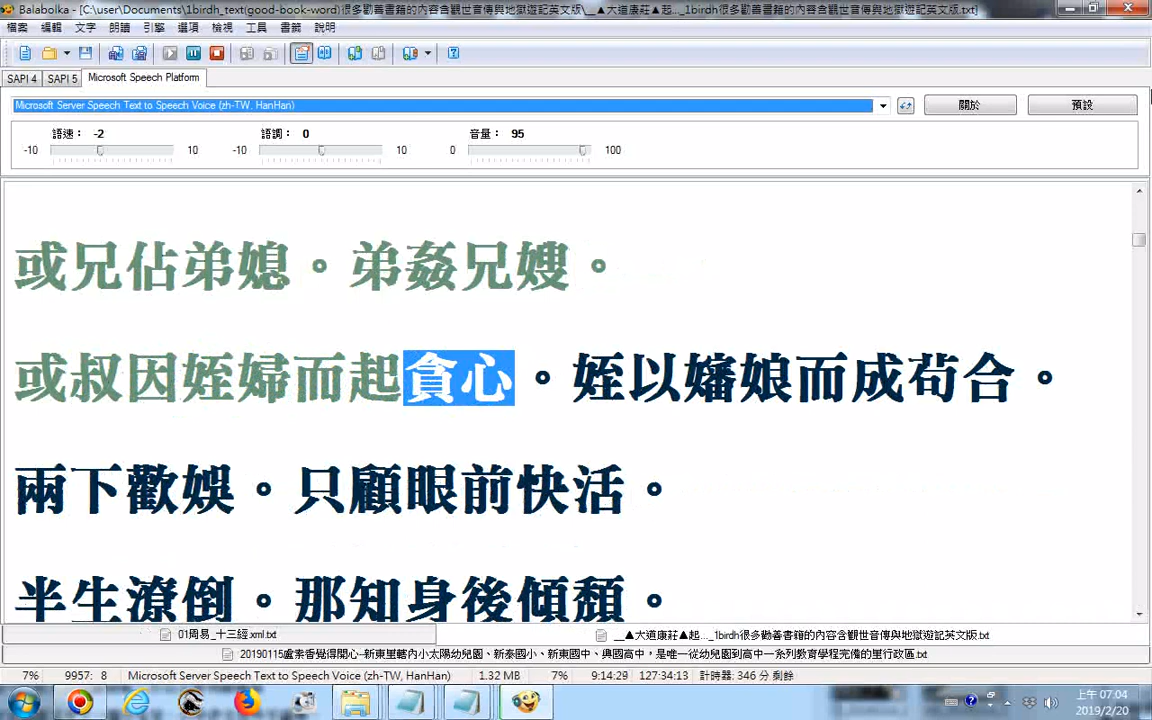 Balabolka - [C:\user\Documents\1birdh_text(good-book-word)很多勸善書籍的內容含觀世音傳與地獄遊記英文版\__▲大道康莊▲起..._1birdh很多勸善書籍的內容含觀世音傳與地獄遊記英文版.txt]
檔案 編輯 文字 朗讀 引擎 選項 檢視 工具 書籤 說明
SAPI 4 SAPI 5 Microsoft Speech Platform
Microsoft Server Speech Text to Speech Voice (zh-TW, HanHan) 關於 預設
語速： -2 語調： 0 音量： 95
-10 10 -10 10 0 100
或兄佔弟媳。弟姦兄嫂。
或叔因姪婦而起貪心。姪以嬸娘而成茍合。
兩下歡娛。只顧眼前快活。
半生潦倒。那知身後傾頹。
01周易_十三經.xml.txt __▲大道康莊▲起..._1birdh很多勸善書籍的內容含觀世音傳與地獄遊記英文版.txt
20190115盧素香覺得開心-新東里轄內小太陽幼兒園、新泰國小、新東國中、興國高中，是唯一從幼兒園到高中一系列教育學程完備的里行政區.txt
7% 9957: 8 Microsoft Server Speech Text to Speech Voice (zh-TW, HanHan) 1.32 MB 7% 9:14:29 127:34:13 計時器: 346 分 剩餘
上午 07:04
2019/2/20